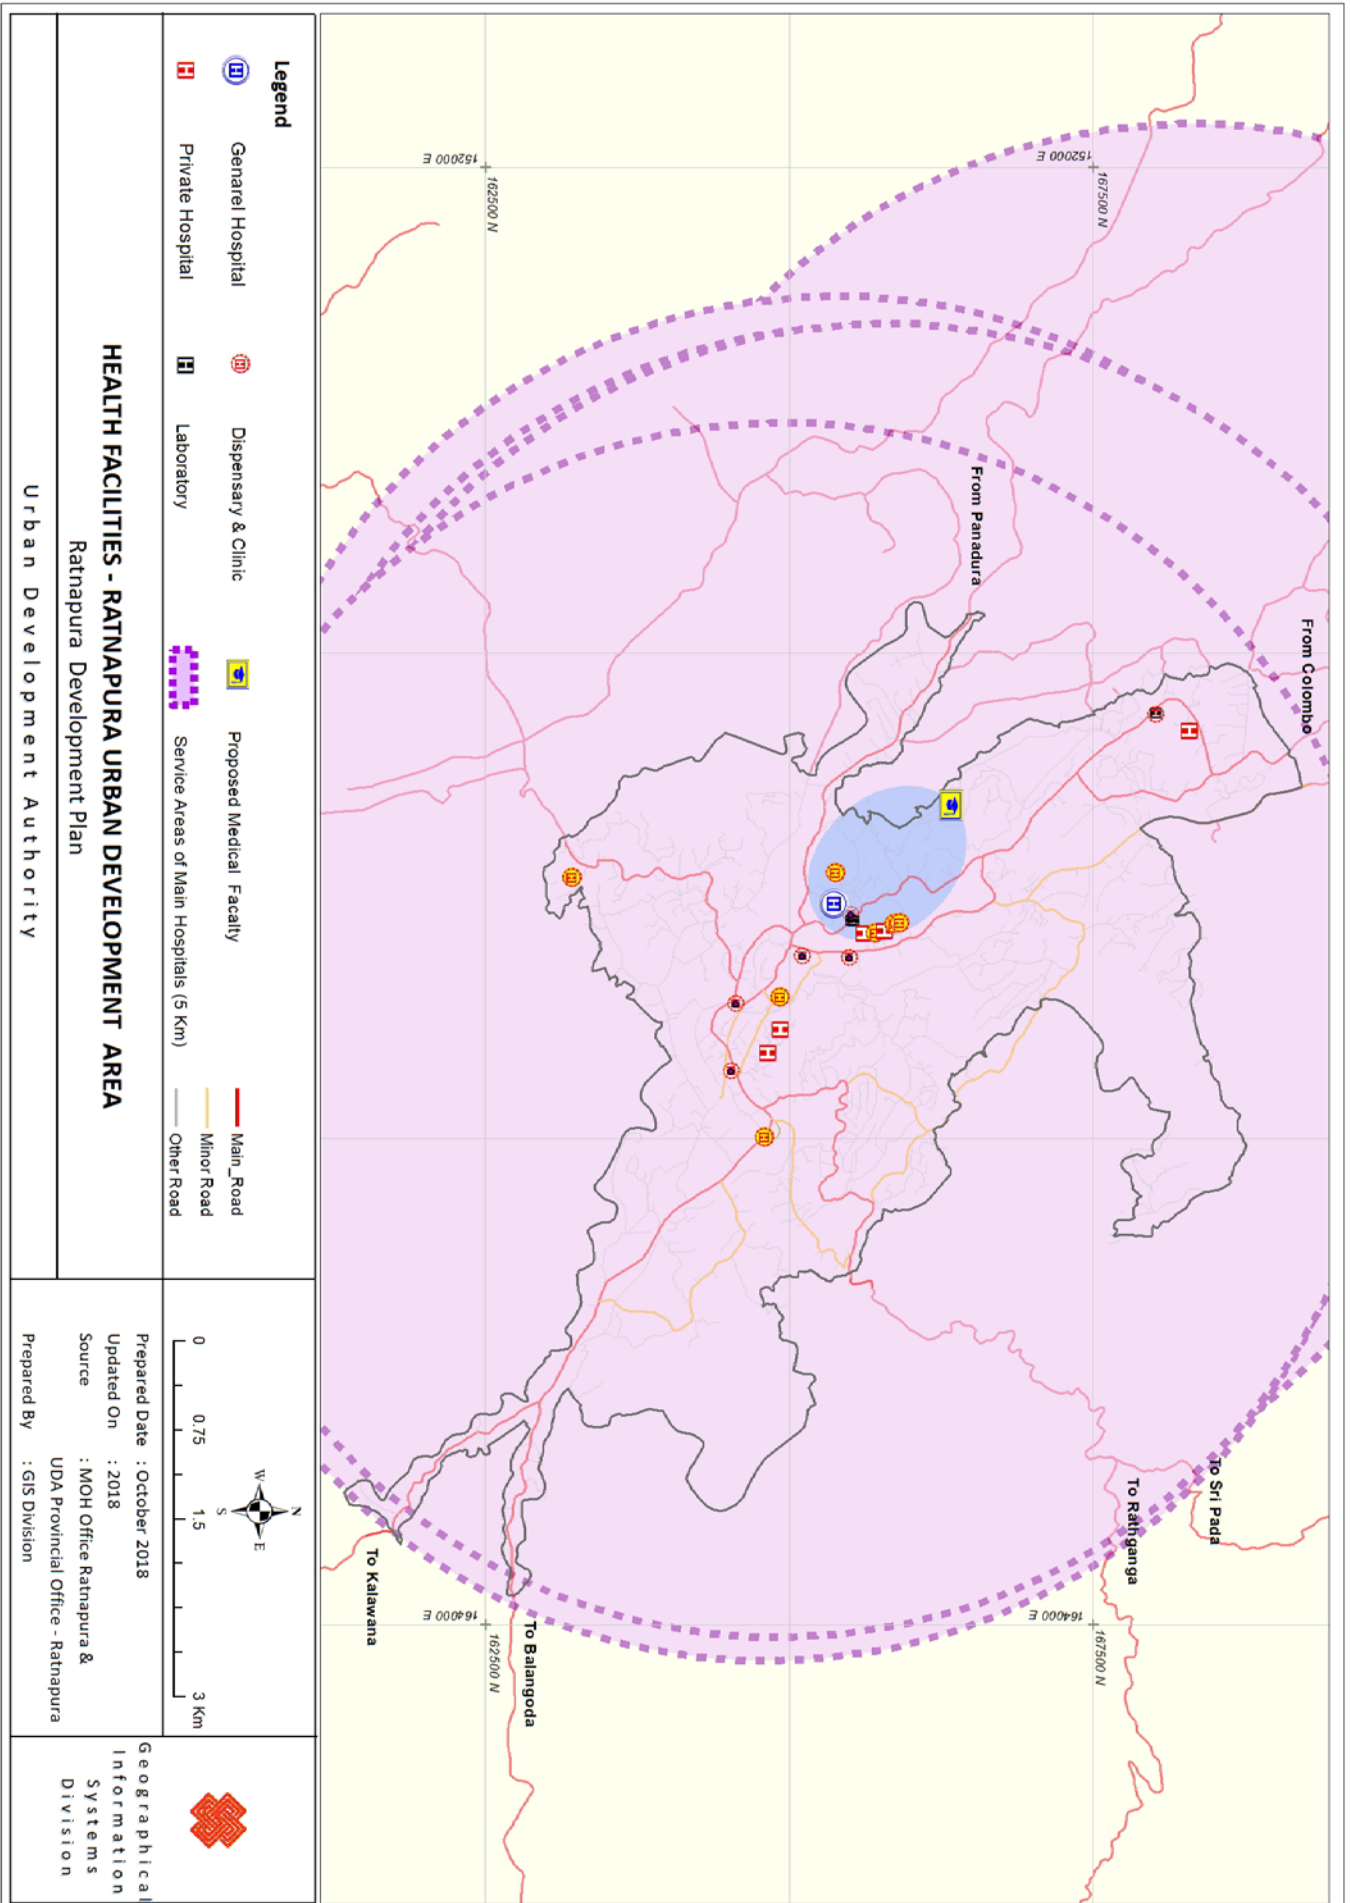 From Colombo
From Panadura
To Sri Pada
To Rathganga
To Balangoda
To Kalawana
152000 E
152000 E
167500 N
162500 N
164000 E
164000 E
167500 N
162500 N
Legend
Genarel Hospital
Dispensary & Clinic
Proposed Medical Facalty
Main_Road
Private Hospital
Laboratory
Service Areas of Main Hospitals (5 Km)
Minor Road
Other Road
HEALTH FACILITIES - RATNAPURA URBAN DEVELOPMENT AREA
Ratnapura Development Plan
Urban Development Authority
N
W
E
S
0 0.75 1.5 3 Km
Prepared Date : October 2018
Updated On : 2018
Source : MOH Office Ratnapura &
UDA Provincial Office - Ratnapura
Prepared By : GIS Division
Geographical
Information
Systems
Division